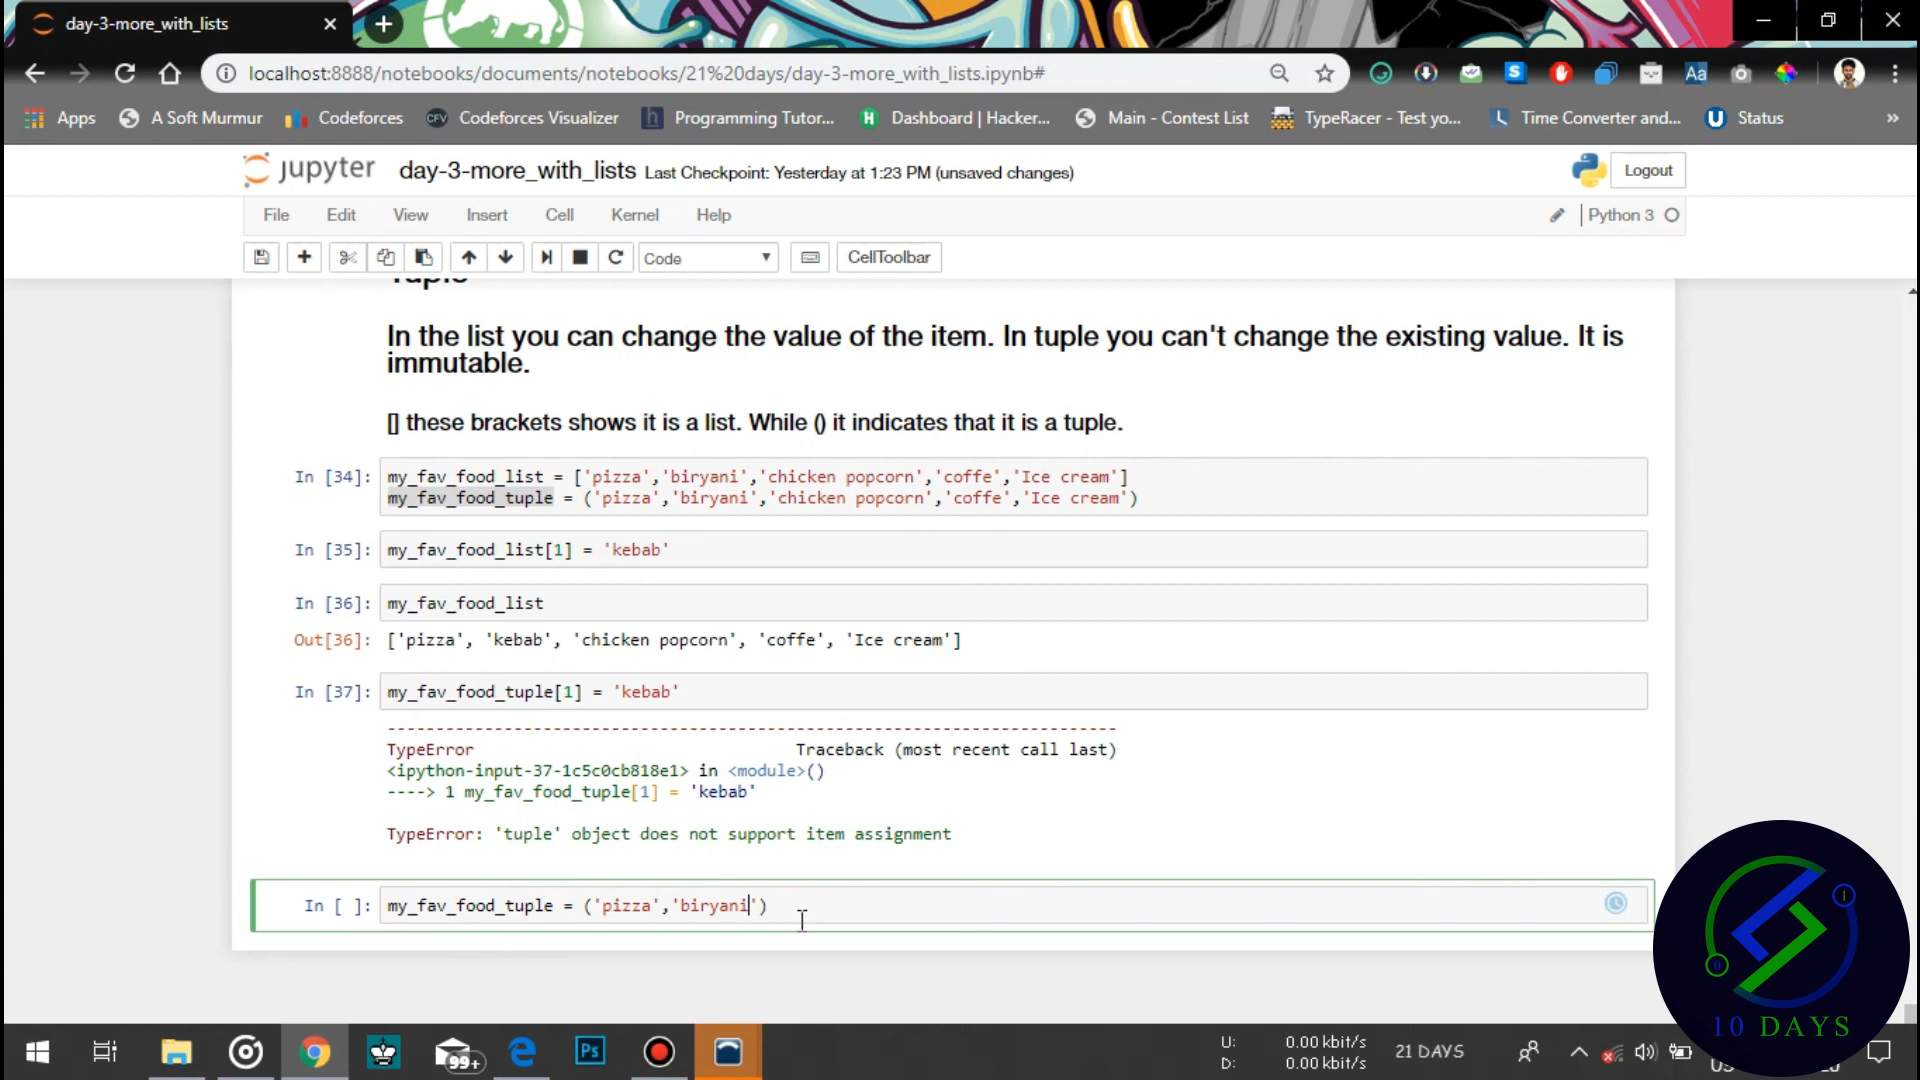 day-3-more_with_lists
localhost:8888/notebooks/documents/notebooks/21%20days/day-3-more_with_lists.ipynb#
Apps A Soft Murmur Codeforces CFV Codeforces Visualizer h Programming Tutor... H Dashboard | Hacker... Main - Contest List TypeRacer - Test yo... Time Converter and... U Status »
jupyter day-3-more_with_lists Last Checkpoint: Yesterday at 1:23 PM (unsaved changes) Logout
File Edit View Insert Cell Kernel Help Python 3
Code CellToolbar
Tuple
In the list you can change the value of the item. In tuple you can't change the existing value. It is
immutable.
[] these brackets shows it is a list. While () it indicates that it is a tuple.
In [34]: my_fav_food_list = ['pizza','biryani','chicken popcorn','coffe','Ice cream']
my_fav_food_tuple = ('pizza','biryani','chicken popcorn','coffe','Ice cream')
In [35]: my_fav_food_list[1] = 'kebab'
In [36]: my_fav_food_list
Out[36]: ['pizza', 'kebab', 'chicken popcorn', 'coffe', 'Ice cream']
In [37]: my_fav_food_tuple[1] = 'kebab'
---------------------------------------------------------------------------
TypeError Traceback (most recent call last)
<ipython-input-37-1c5c0cb818e1> in <module>()
----> 1 my_fav_food_tuple[1] = 'kebab'
TypeError: 'tuple' object does not support item assignment
In [ ]: my_fav_food_tuple = ('pizza','biryani')
1
0
10 DAYS
99+ Ps
U: 0.00 kbit/s
D: 0.00 kbit/s
21 DAYS